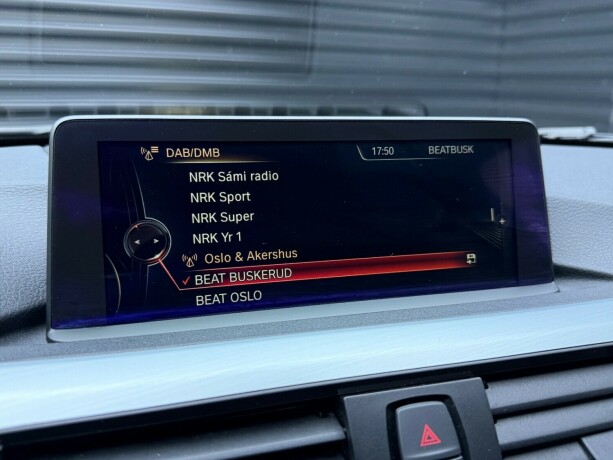 DAB/DMB 17:50 BEATBUSK
NRK Sámi radio
NRK Sport
NRK Super
NRK Yr 1
Oslo & Akershus
BEAT BUSKERUD
BEAT OSLO